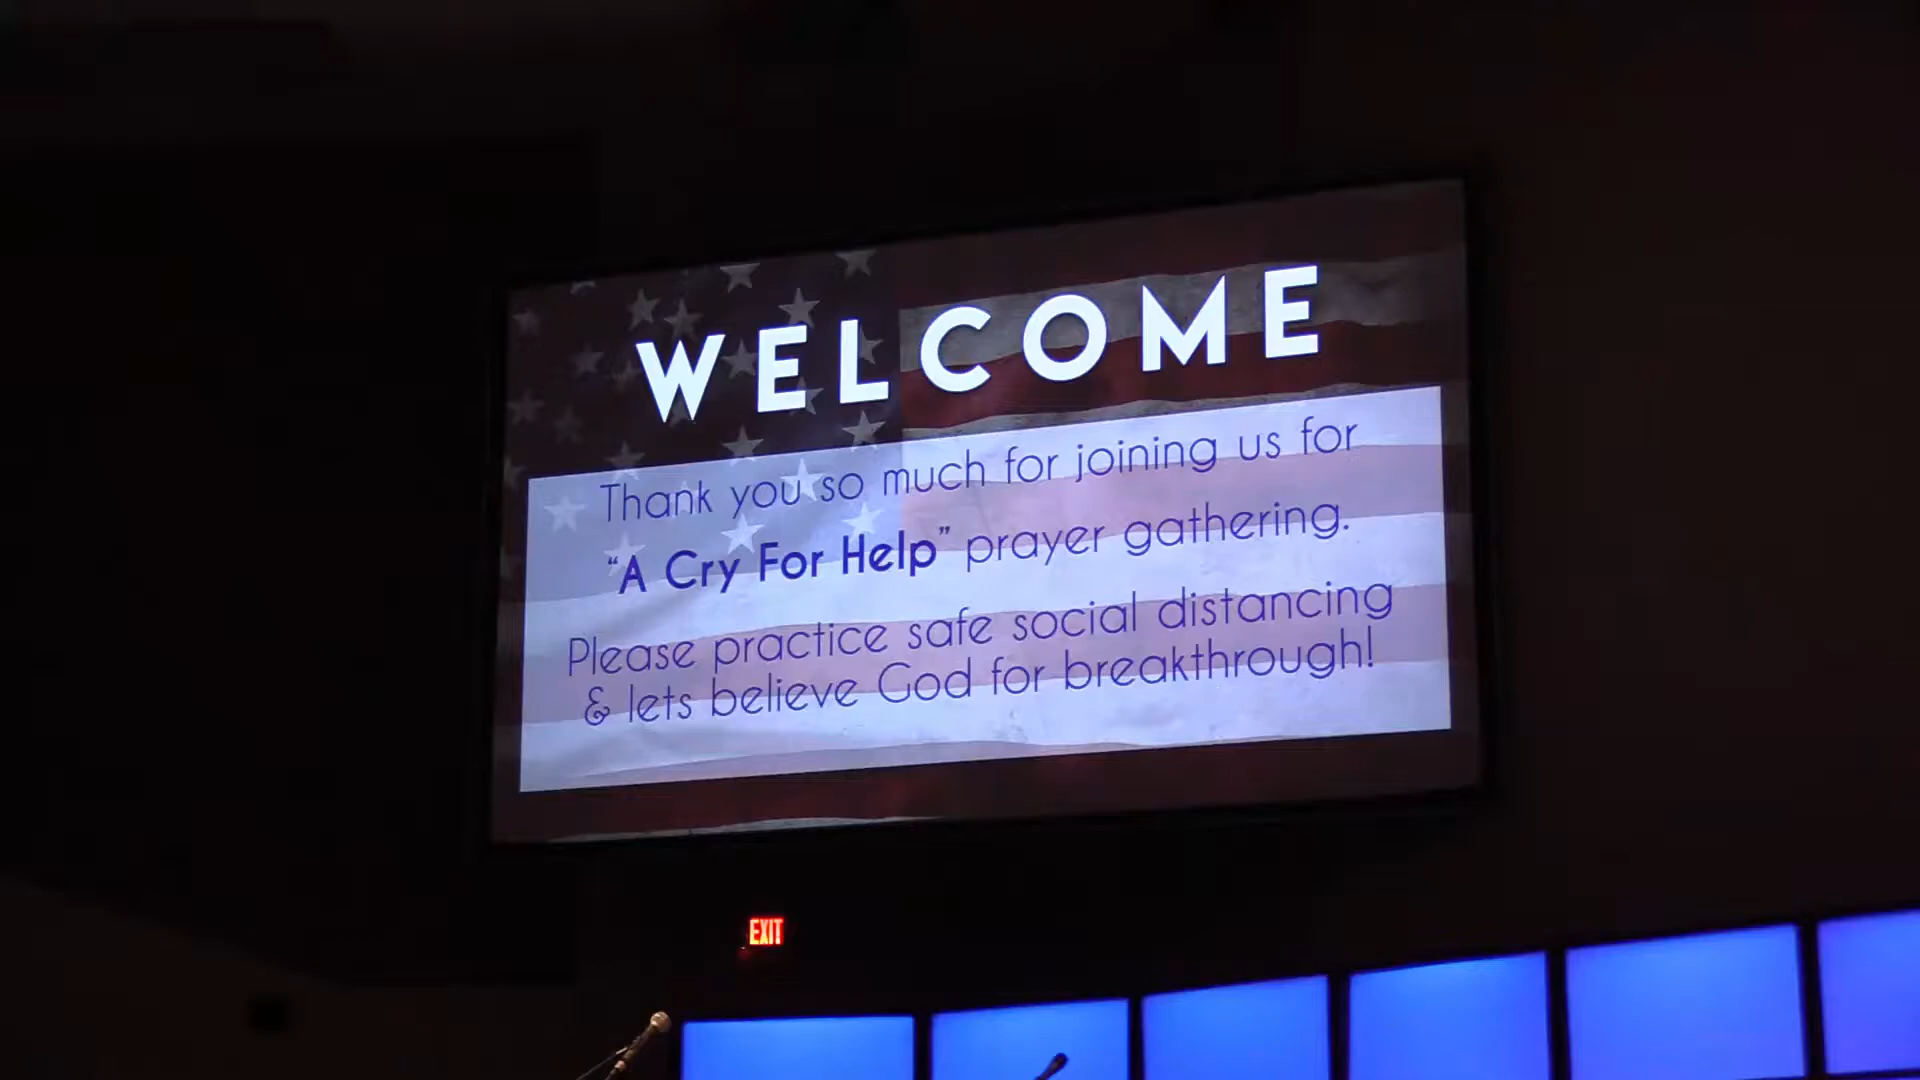 WELCOME
Thank you so much for joining us for
“A Cry For Help” prayer gathering.
Please practice safe social distancing
& lets believe God for breakthrough!
EXIT